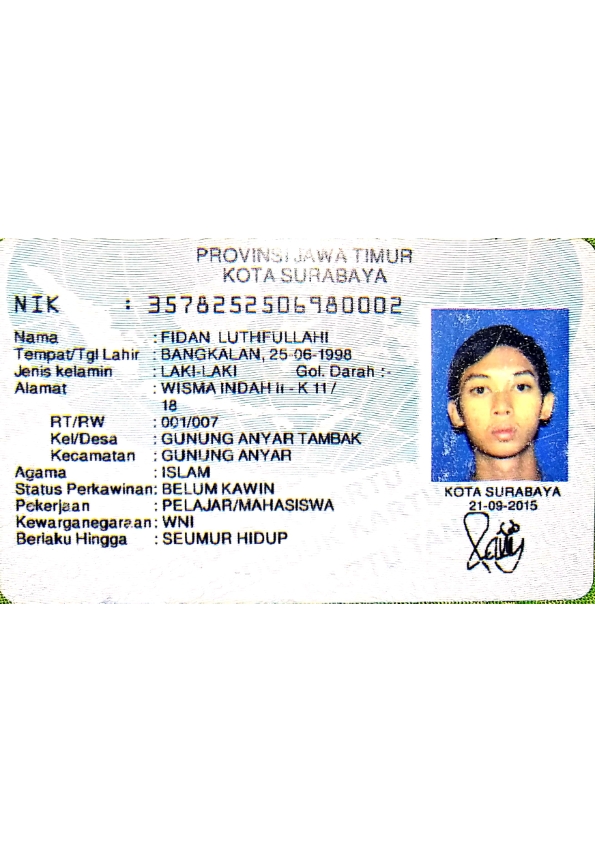 PROVINSI JAWA TIMUR
KOTA SURABAYA
NIK : 3578252506980002
Nama : FIDAN LUTHFULLAHI
Tempat/Tgl Lahir : BANGKALAN, 25-06-1998
Jenis kelamin : LAKI-LAKI Gol. Darah :-
Alamat : WISMA INDAH II - K 11 /
18
RT/RW : 001/007
Kel/Desa : GUNUNG ANYAR TAMBAK
Kecamatan : GUNUNG ANYAR
Agama : ISLAM
Status Perkawinan: BELUM KAWIN
Pekerjaan : PELAJAR/MAHASISWA
Kewarganegaraan: WNI
Berlaku Hingga : SEUMUR HIDUP
KOTA SURABAYA
21-09-2015